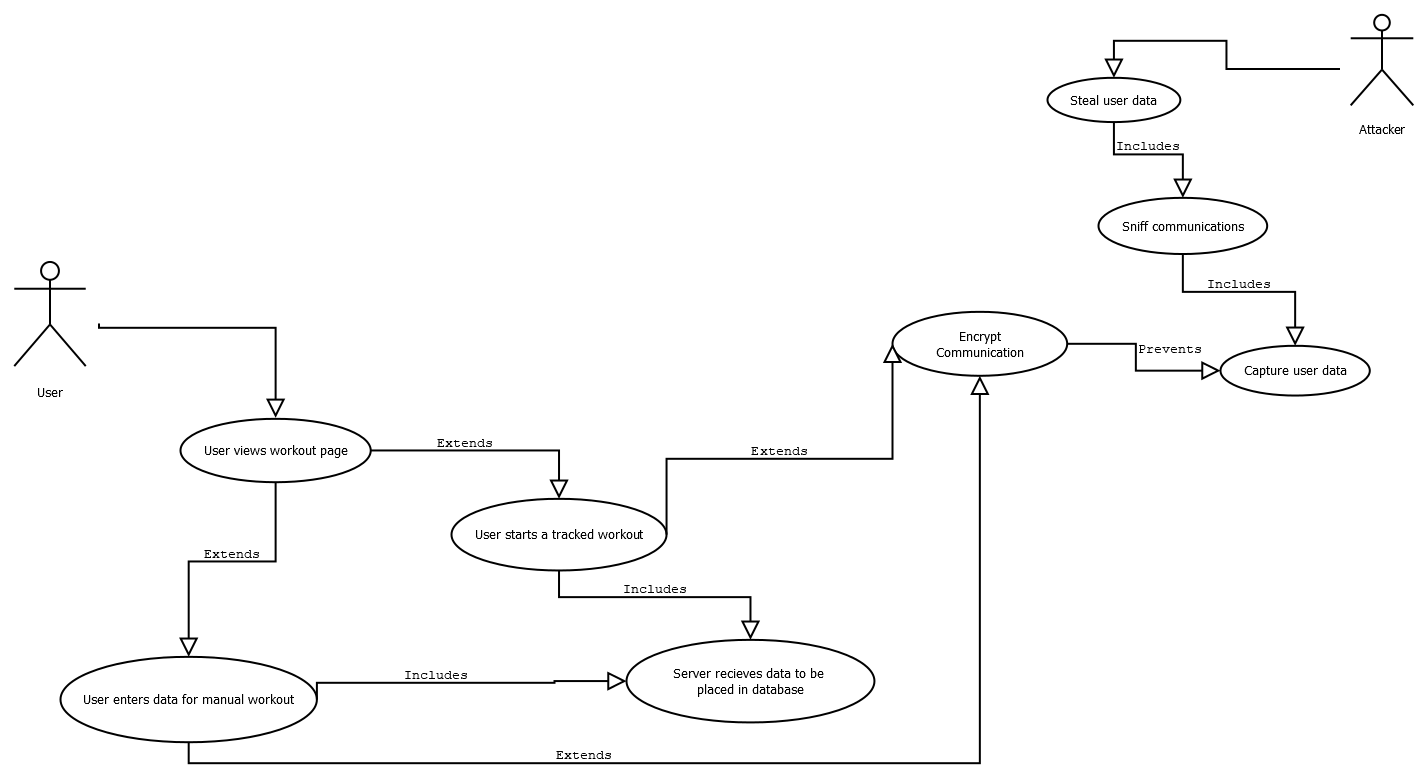 Attacker
Steal user data
Includes
Sniff communications
Includes
Encrypt
Communication
Prevents
Capture user data
User
User views workout page
Extends
Extends
User starts a tracked workout
Extends
Includes
Server recieves data to be
placed in database
Includes
User enters data for manual workout
Extends